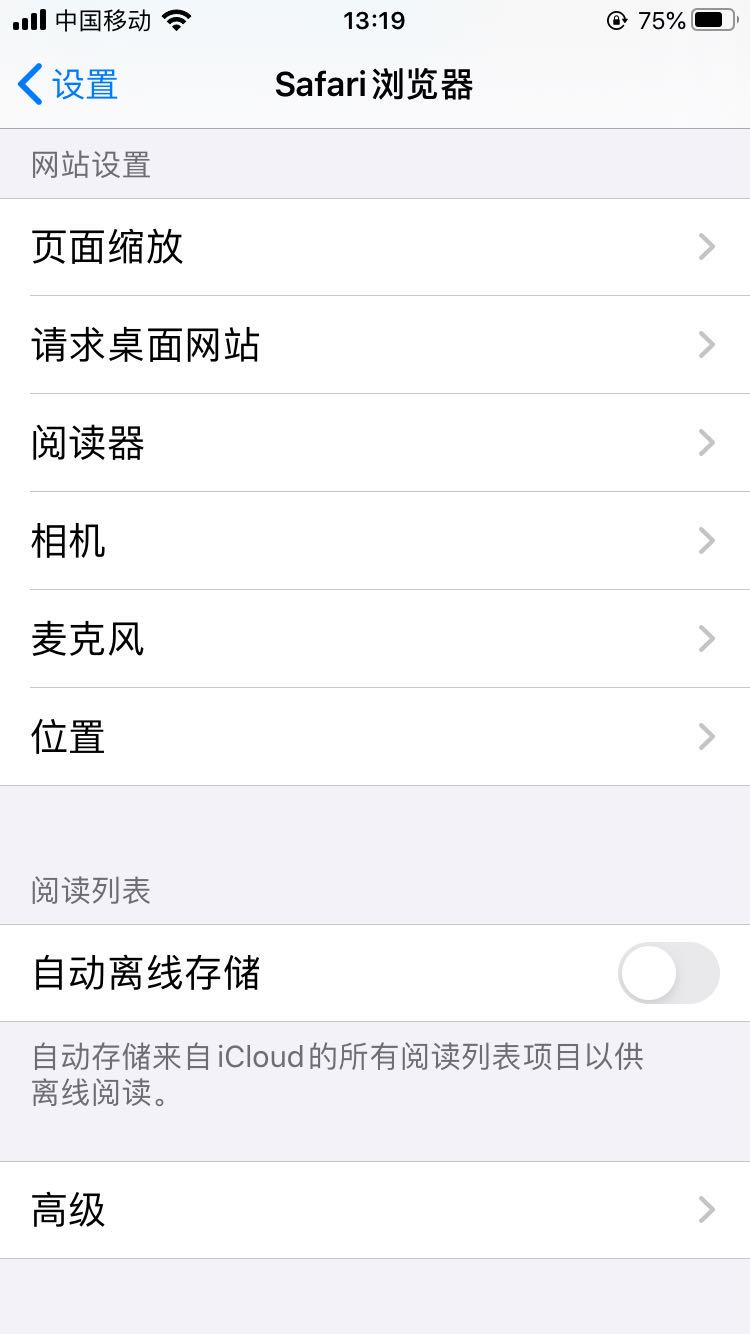 中国移动 13:19 75%
设置 Safari浏览器
网站设置
页面缩放
请求桌面网站
阅读器
相机
麦克风
位置
阅读列表
自动离线存储
自动存储来自iCloud的所有阅读列表项目以供
离线阅读。
高级